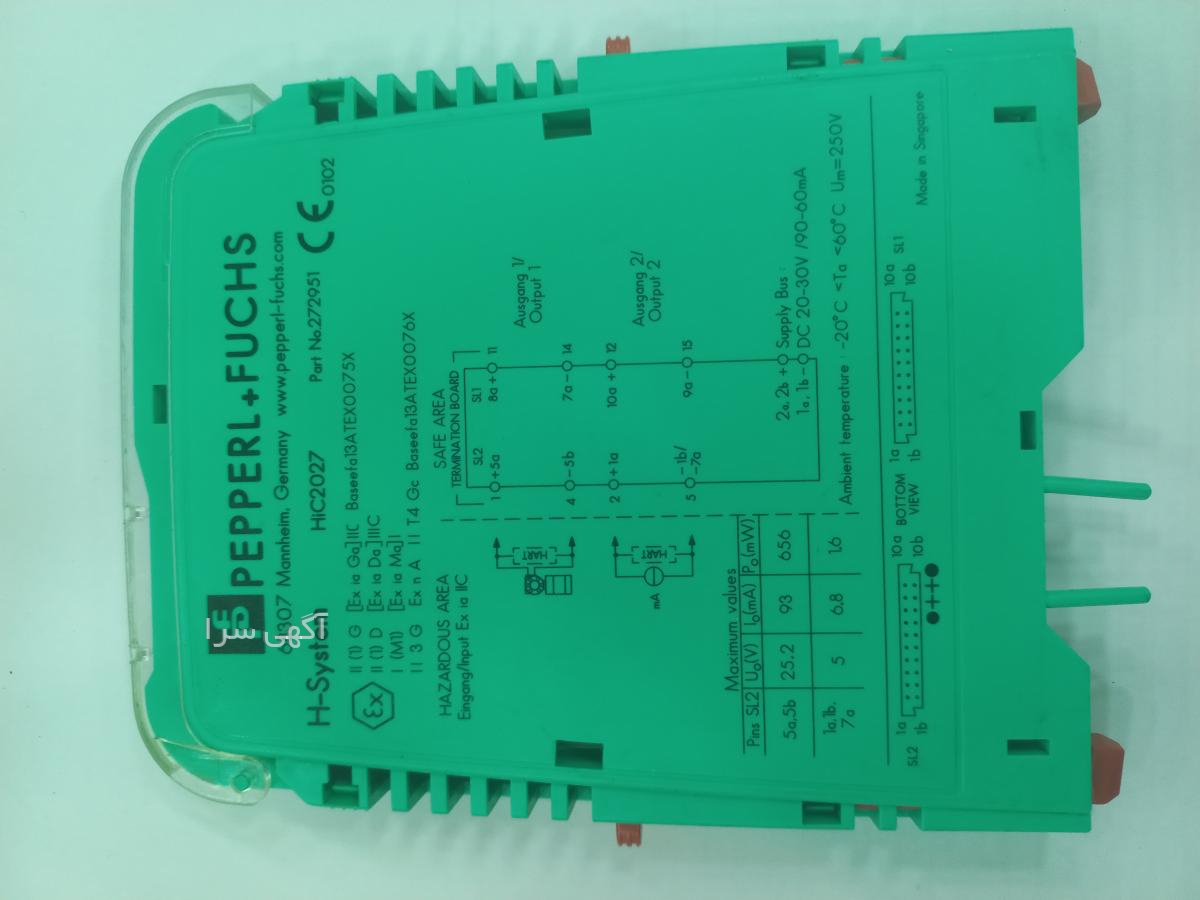 PEPPERL+FUCHS
آگهی سرا
Mannheim, Germany www.pepperl-fuchs.com
H-System HiC2027 Part No.272951 CE 0102
Ex II (1) G [Ex ia Ga]IIC Baseefa13ATEX0075X
II (1) D [Ex ia Da]IIIC
I (M1) [Ex ia Ma]I
II 3 G Ex nA II T4 Gc Baseefa13ATEX0076X
HAZARDOUS AREA
Eingang/Input Ex ia IIC
SAFE AREA
TERMINATION BOARD
SL2 SL1
1 +5a 8a + 11
Ausgang 1/
Output 1
HART
4 -5b 7a - 14
2 +1a 10a + 12
Ausgang 2/
Output 2
HART
mA
5 -1b/
-7a
9a - 15
2a, 2b + Supply Bus :
1a, 1b - DC 20-30V /90-60mA
Maximum values
Pins SL2 Uo(V) Io(mA) Po(mW)
5a,5b 25.2 93 656
1a,1b, 5 6.8 1.6
7a
Ambient temperature : -20°C <Ta <60°C Um=250V
SL2 1a 10a BOTTOM 1a 10a SL1
1b 10b VIEW 1b 10b
Made in Singapore